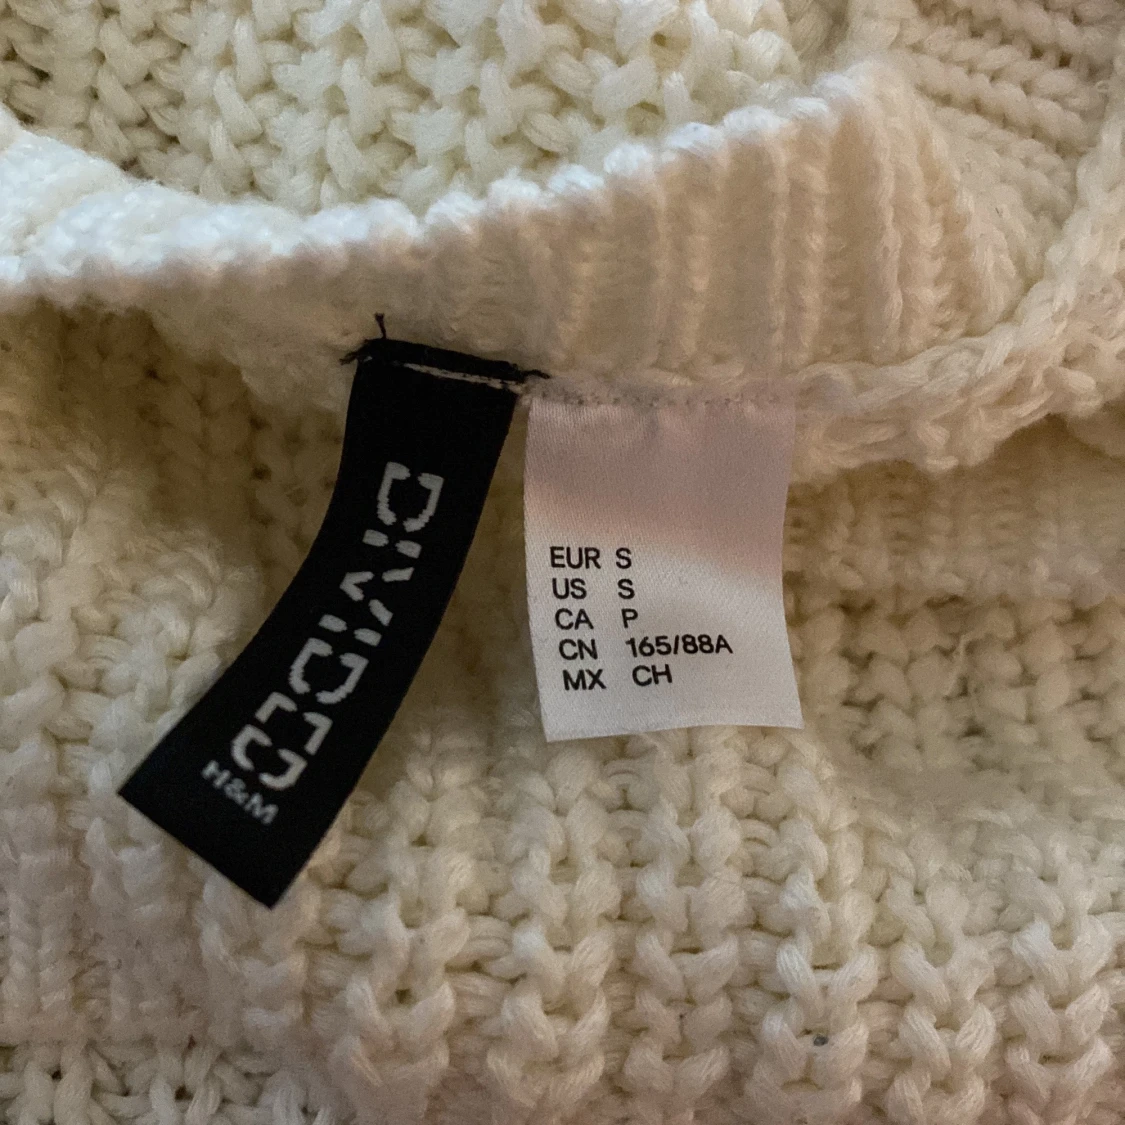 DIVIDED
H&M
EUR S
US S
CA P
CN 165/88A
MX CH